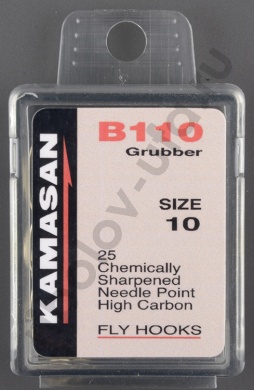 KAMASAN
B110
Grubber
SIZE
10
25
Chemically
Sharpened
Needle Point
High Carbon
FLY HOOKS